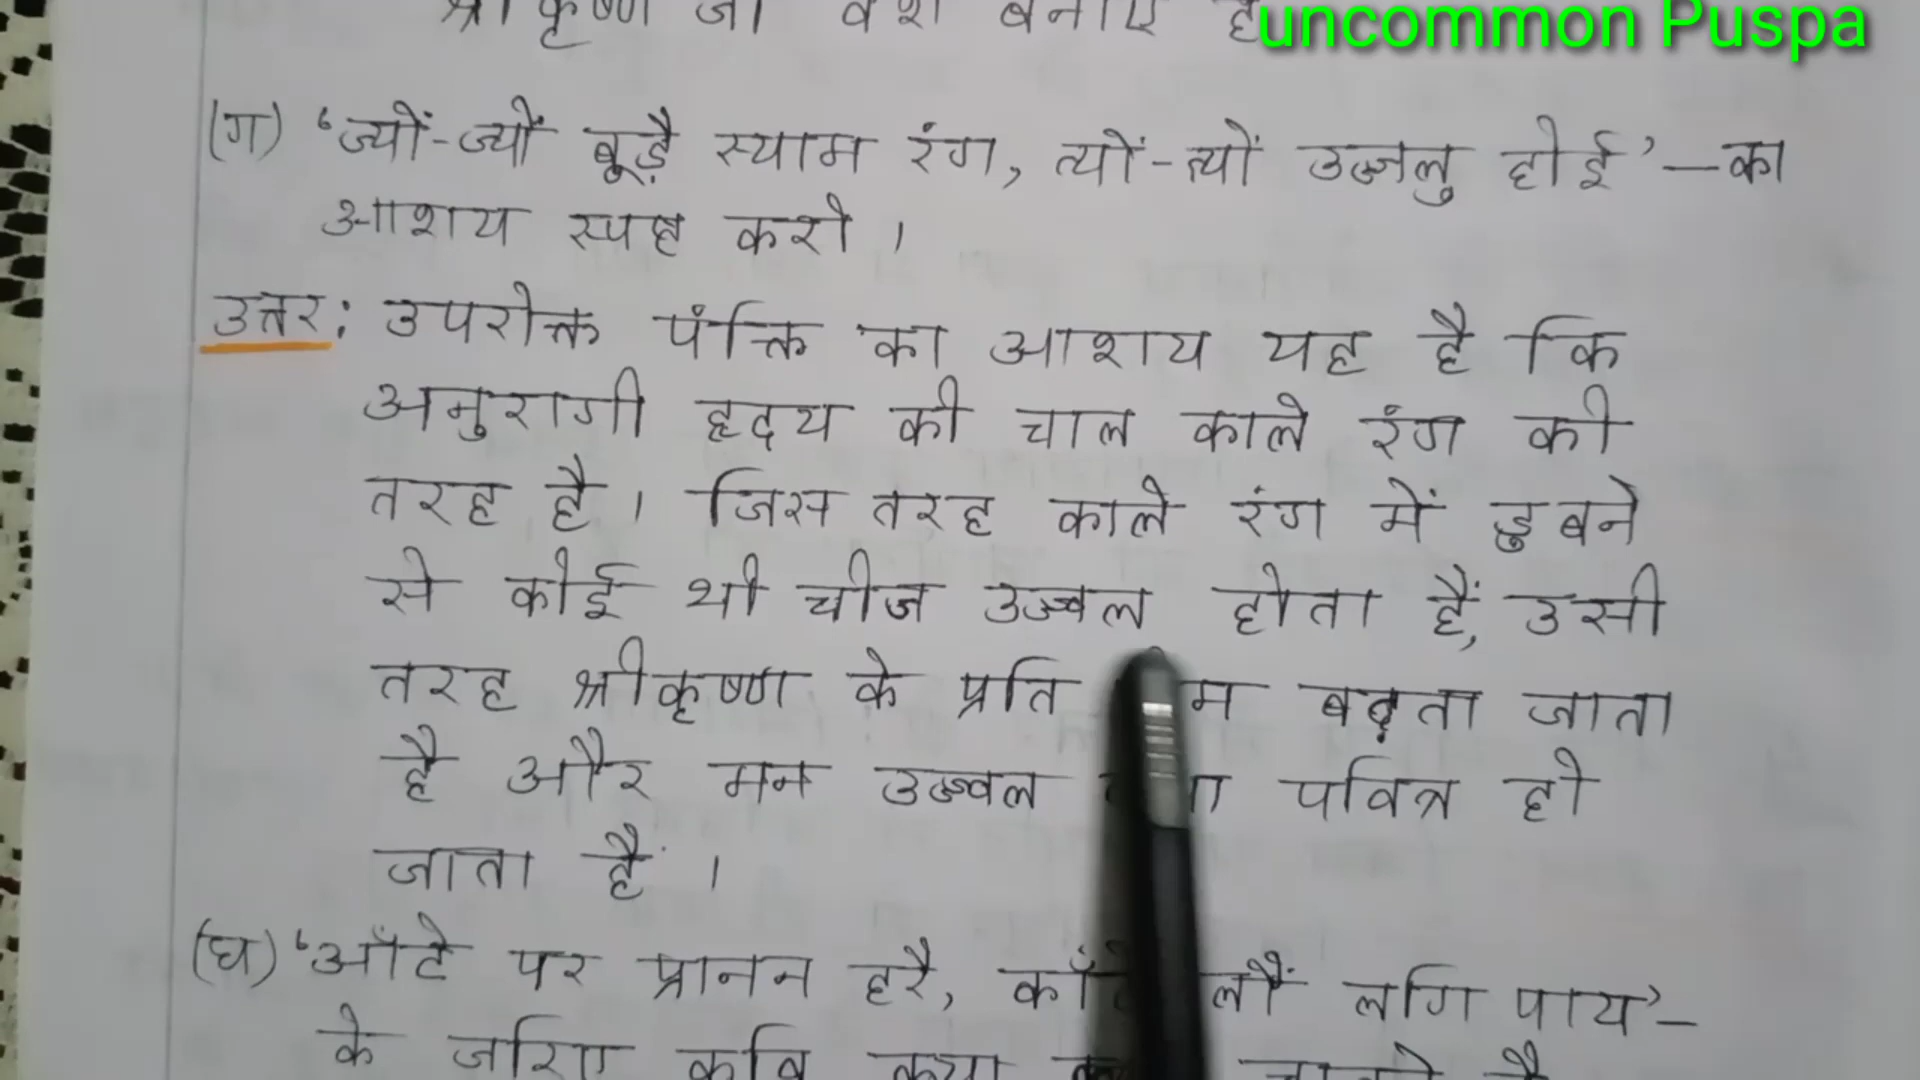 श्रीकृष्ण जी वेश बनाए है
uncommon Puspa
(ग) ‘ज्यों-ज्यौं बूड़ै स्याम रंग, त्यों-त्यों उज्जलु होई’ – का
आशय स्पष्ट करो ।
उत्तर: उपरोक्त पंक्ति का आशय यह है कि
अनुरागी हृदय की चाल काले रंग की
तरह है । जिस तरह काले रंग में डुबने
से कोई भी चीज उज्वल होता हैं, उसी
तरह श्रीकृष्ण के प्रति बढ़ता जाता
है और मन उज्ज्वल पवित्र हो
जाता है ।
(घ) ‘आँटे पर प्रानन हरै, लौं लगि पाय’ –
के जरिए कवि क्या